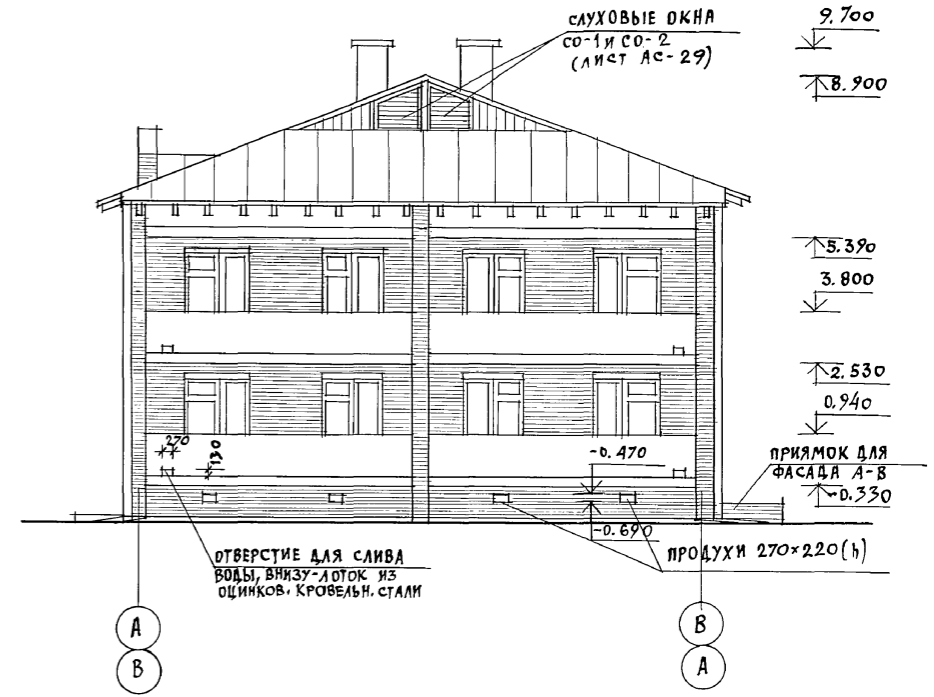 СЛУХОВЫЕ ОКНА
СО-1 И СО-2
(ЛИСТ АС-29)
9.700
8.900
5.390
3.800
2.530
0.940
270
130
-0.470
ПРИЯМОК ДЛЯ
ФАСАДА А-В
-0.330
-0.690
ОТВЕРСТИЕ ДЛЯ СЛИВА
ВОДЫ, ВНИЗУ-ЛОТОК ИЗ
ОЦИНКОВ. КРОВЕЛЬН. СТАЛИ
ПРОДУХИ 270×220(h)
А
В
В
А